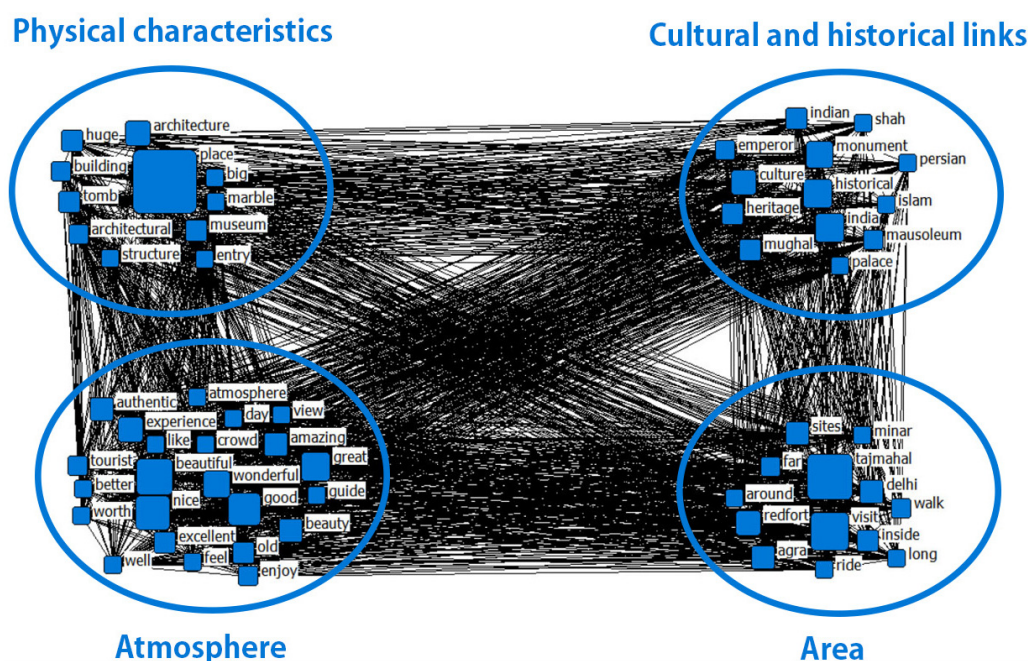 Physical characteristics
Cultural and historical links
huge
architecture
place
building
big
tomb
marble
architectural
museum
structure
entry
indian
shah
emperor
monument
persian
culture
historical
islam
heritage
india
mausoleum
mughal
palace
atmosphere
authentic
day
view
experience
like
crowd
amazing
tourist
beautiful
great
better
wonderful
nice
good
guide
worth
beauty
excellent
old
well
feel
enjoy
sites
minar
far
tajmahal
delhi
around
walk
redfort
visit
inside
agra
long
ride
Atmosphere
Area